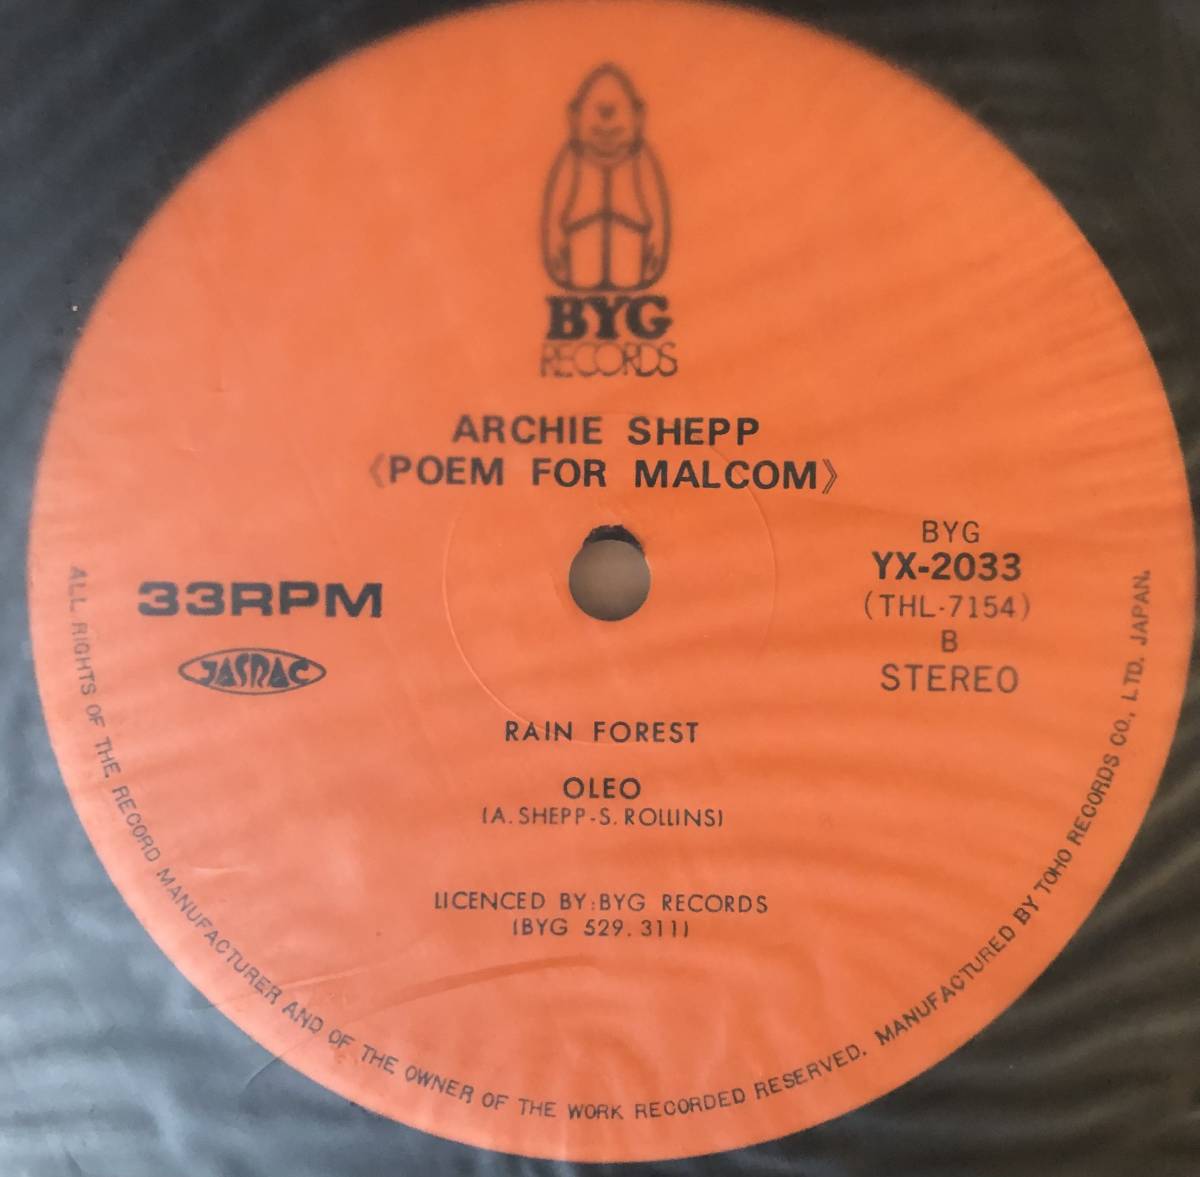 BYG
RECORDS
ARCHIE SHEPP
《POEM FOR MALCOM》
33RPM
JASRAC
BYG
YX-2033
(THL-7154)
B
STEREO
RAIN FOREST
OLEO
(A. SHEPP-S. ROLLINS)
LICENCED BY:BYG RECORDS
(BYG 529.311)
ALL RIGHTS OF THE RECORD MANUFACTURER AND OF THE OWNER OF THE WORK RECORDED RESERVED. MANUFACTURED BY TOHO RECORDS CO., LTD. JAPAN.